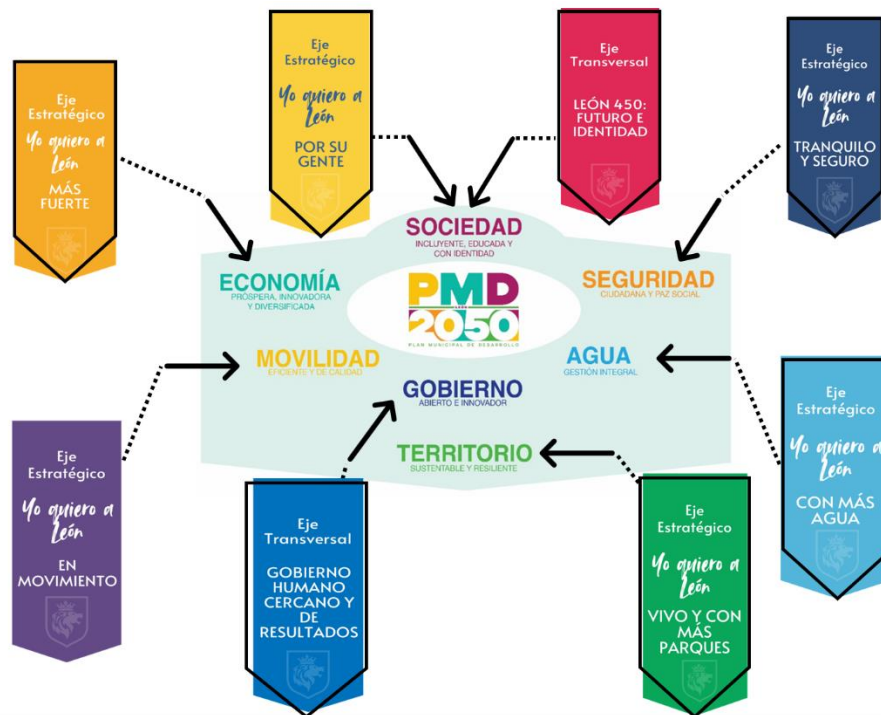 Eje
Estratégico
Yo quiero a
León
MÁS
FUERTE
Eje
Estratégico
Yo quiero a
León
POR SU
GENTE
Eje
Transversal
LEÓN 450:
FUTURO E
IDENTIDAD
Eje
Estratégico
Yo quiero a
León
TRANQUILO
Y SEGURO
SOCIEDAD
INCLUYENTE, EDUCADA Y
CON IDENTIDAD
ECONOMÍA
PRÓSPERA, INNOVADORA
Y DIVERSIFICADA
PMD
2050
PLAN MUNICIPAL DE DESARROLLO
SEGURIDAD
CIUDADANA Y PAZ SOCIAL
MOVILIDAD
EFICIENTE Y DE CALIDAD
AGUA
GESTIÓN INTEGRAL
GOBIERNO
ABIERTO E INNOVADOR
TERRITORIO
SUSTENTABLE Y RESILIENTE
Eje
Estratégico
Yo quiero a
León
EN
MOVIMIENTO
Eje
Transversal
GOBIERNO
HUMANO
CERCANO Y
DE
RESULTADOS
Eje
Estratégico
Yo quiero a
León
VIVO Y CON
MÁS
PARQUES
Eje
Estratégico
Yo quiero a
León
CON MÁS
AGUA